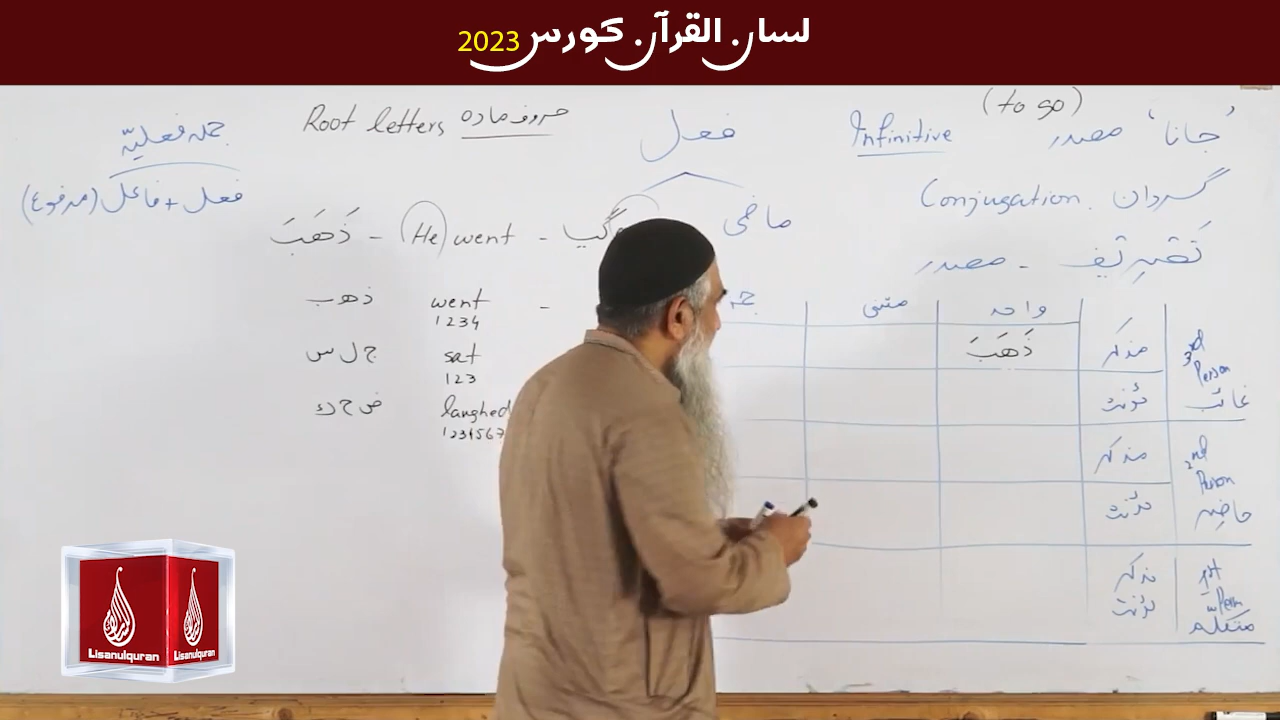 لسان القرآن کورس 2023
(to go)
'جانا' مصدر Infinitive
فعل
Root letters حروف مادہ
جملہ فعلیّہ
فعل + فاعل (مرفوع)
گردان Conjugation
ماضی
گیا - (He) went - ذَهَبَ
تَصْرِيْف - مصدر
واحد مثنی
3rd Person غائب
مذکر ذَهَبَ
مؤنث
2nd Person حاضر
مذکر
مؤنث
1st Person متکلم
مذکر
مؤنث
went ذ ه ب
1234
sat ج ل س
123
laughed ض ح ك
1234567
Lisanulquran
Lisanulquran